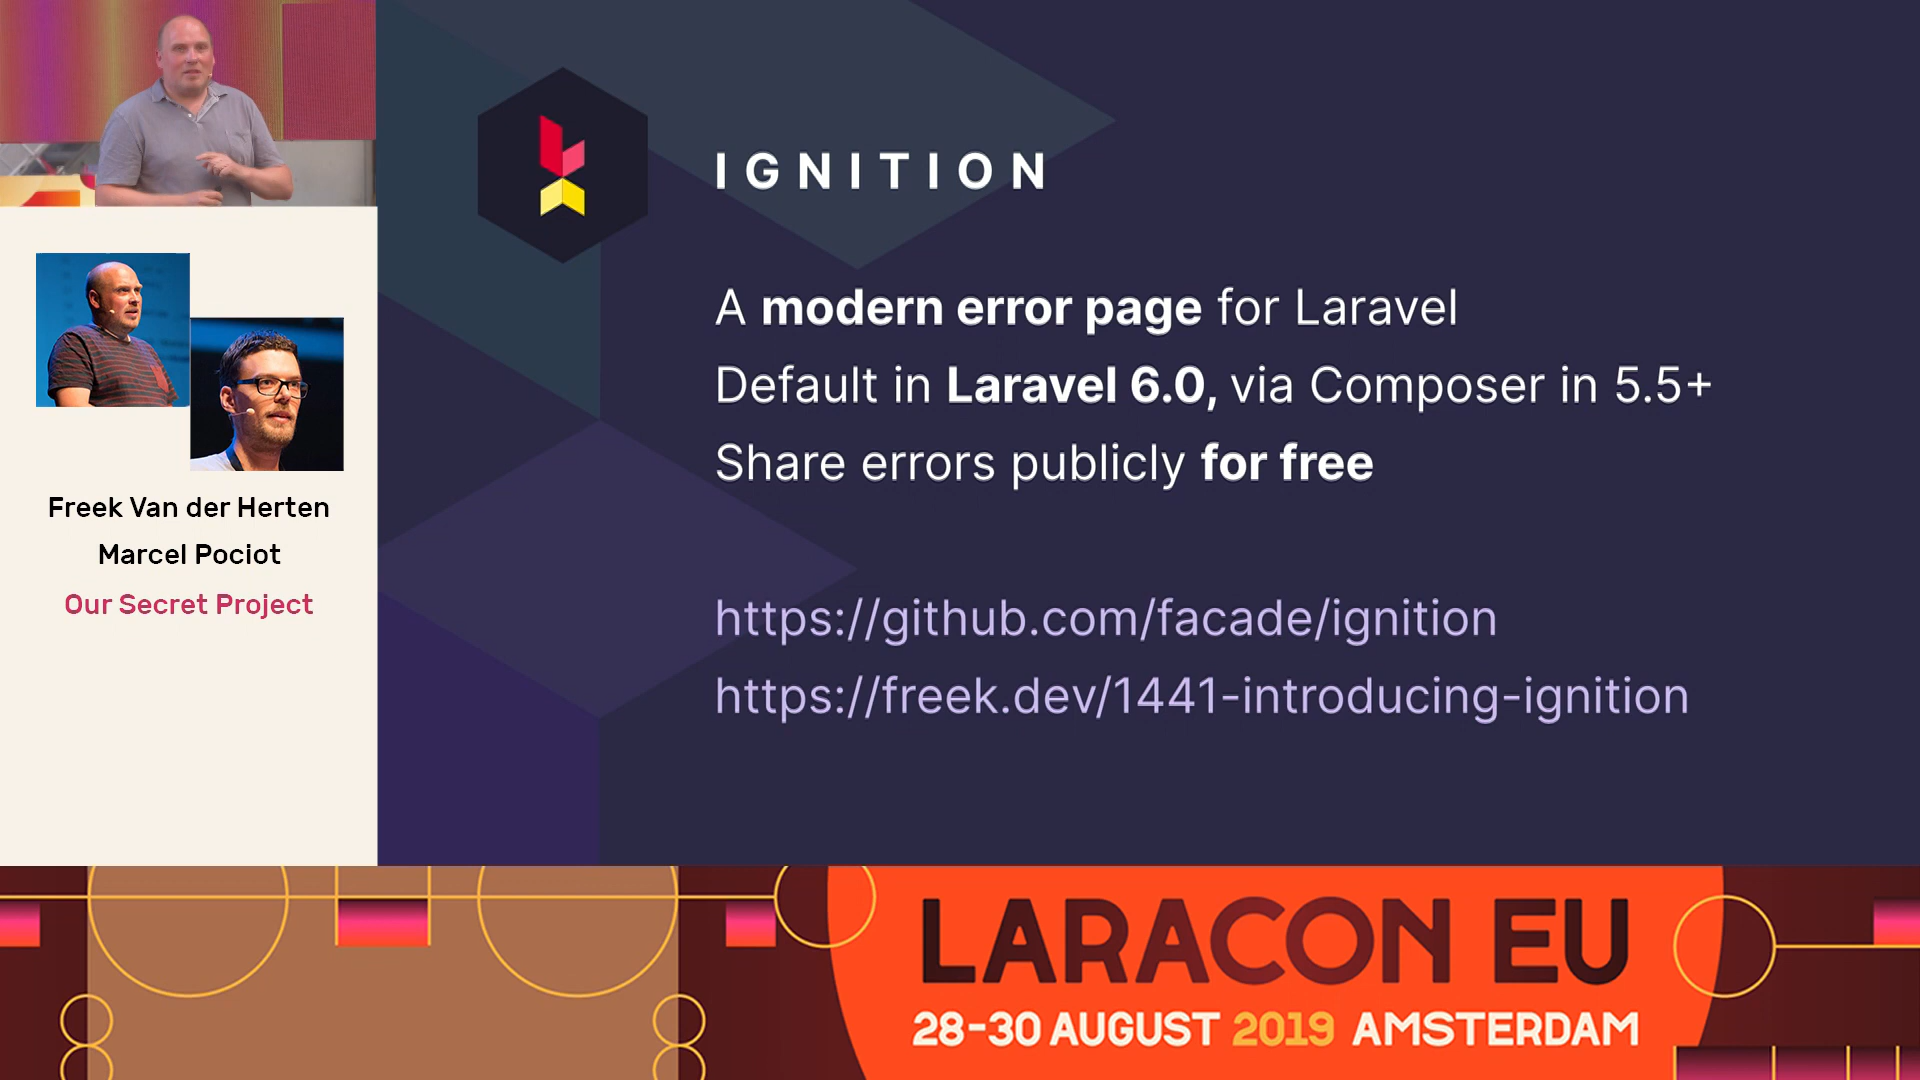 IGNITION
A modern error page for Laravel
Default in Laravel 6.0, via Composer in 5.5+
Share errors publicly for free
https://github.com/facade/ignition
https://freek.dev/1441-introducing-ignition
Freek Van der Herten
Marcel Pociot
Our Secret Project
LARACON EU
28-30 AUGUST 2019 AMSTERDAM